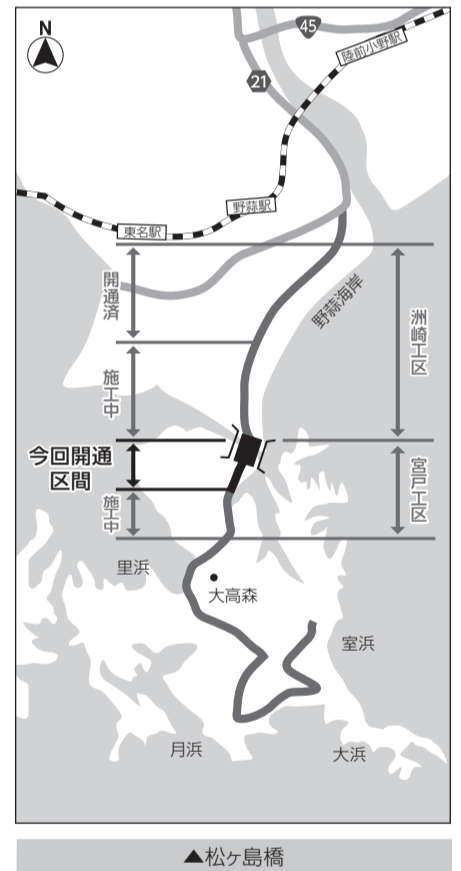 N
45
陸前小野駅
21
野蒜駅
東名駅
開通済
野蒜海岸
洲崎工区
施工中
今回開通
区間
宮戸工区
施工中
里浜
大高森
室浜
月浜
大浜
▲松ヶ島橋